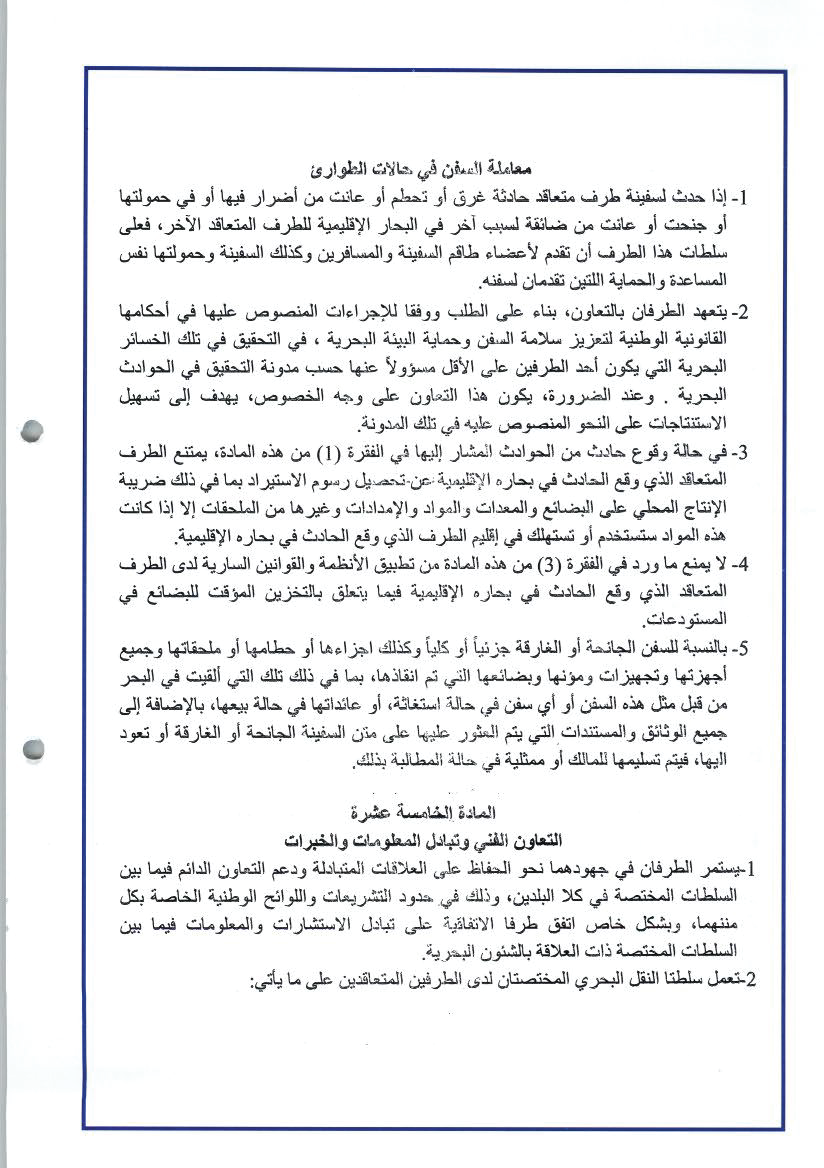 معاملة السفن في حالات الطوارئ
1- إذا حدث لسفينة طرف متعاقد حادثة غرق أو تحطم أو عانت من أضرار فيها أو في حمولتها
أو جنحت أو عانت من ضائقة لسبب آخر في البحار الإقليمية للطرف المتعاقد الآخر، فعلى
سلطات هذا الطرف أن تقدم لأعضاء طاقم السفينة والمسافرين وكذلك السفينة وحمولتها نفس
المساعدة والحماية اللتين تقدمان لسفنه.
2- يتعهد الطرفان بالتعاون، بناء على الطلب ووفقا للإجراءات المنصوص عليها في أحكامها
القانونية الوطنية لتعزيز سلامة السفن وحماية البيئة البحرية ، في التحقيق في تلك الخسائر
البحرية التي يكون أحد الطرفين على الأقل مسؤولاً عنها حسب مدونة التحقيق في الحوادث
البحرية . وعند الضرورة، يكون هذا التعاون على وجه الخصوص، يهدف إلى تسهيل
الاستنتاجات على النحو المنصوص عليه في تلك المدونة.
3- في حالة وقوع حادث من الحوادث المشار إليها في الفقرة (1) من هذه المادة، يمتنع الطرف
المتعاقد الذي وقع الحادث في بحاره الإقليمية عن تحصيل رسوم الاستيراد بما في ذلك ضريبة
الإنتاج المحلي على البضائع والمعدات والمواد والإمدادات وغيرها من الملحقات إلا إذا كانت
هذه المواد ستستخدم أو تستهلك في إقليم الطرف الذي وقع الحادث في بحاره الإقليمية.
4- لا يمنع ما ورد في الفقرة (3) من هذه المادة من تطبيق الأنظمة والقوانين السارية لدى الطرف
المتعاقد الذي وقع الحادث في بحاره الإقليمية فيما يتعلق بالتخزين المؤقت للبضائع في
المستودعات.
5- بالنسبة للسفن الجانحة أو الغارقة جزئياً أو كلياً وكذلك اجزاءها أو حطامها أو ملحقاتها وجميع
أجهزتها وتجهيزات ومؤنها وبضائعها التي تم انقاذها، بما في ذلك تلك التي ألقيت في البحر
من قبل مثل هذه السفن أو أي سفن في حالة استغاثة، أو عائداتها في حالة بيعها، بالإضافة إلى
جميع الوثائق والمستندات التي يتم العثور عليها على متن السفينة الجانحة أو الغارقة أو تعود
اليها، فيتم تسليمها للمالك أو ممثلية في حالة المطالبة بذلك.
المادة الخامسة عشرة
التعاون الفني وتبادل المعلومات والخبرات
1-يستمر الطرفان في جهودهما نحو الحفاظ على العلاقات المتبادلة ودعم التعاون الدائم فيما بين
السلطات المختصة في كلا البلدين، وذلك في حدود التشريعات واللوائح الوطنية الخاصة بكل
مننهما، وبشكل خاص اتفق طرفا الاتفاقية على تبادل الاستشارات والمعلومات فيما بين
السلطات المختصة ذات العلاقة بالشئون البحرية.
2-تعمل سلطتا النقل البحري المختصتان لدى الطرفين المتعاقدين على ما يأتي: